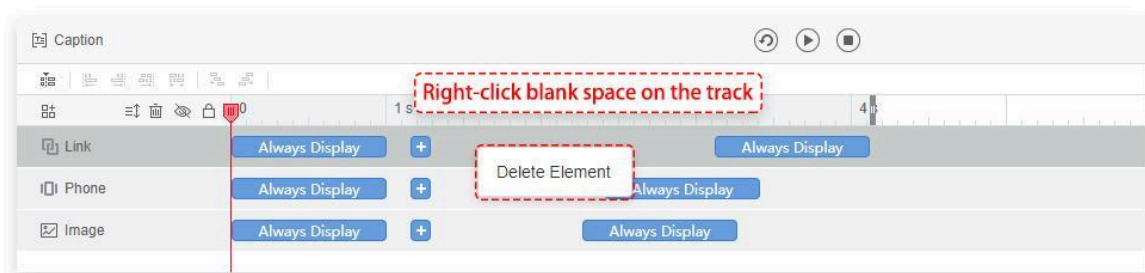 Caption
Right-click blank space on the track
0
1 s
4
Link
Always Display
Always Display
Delete Element
Phone
Always Display
Always Display
Image
Always Display
Always Display